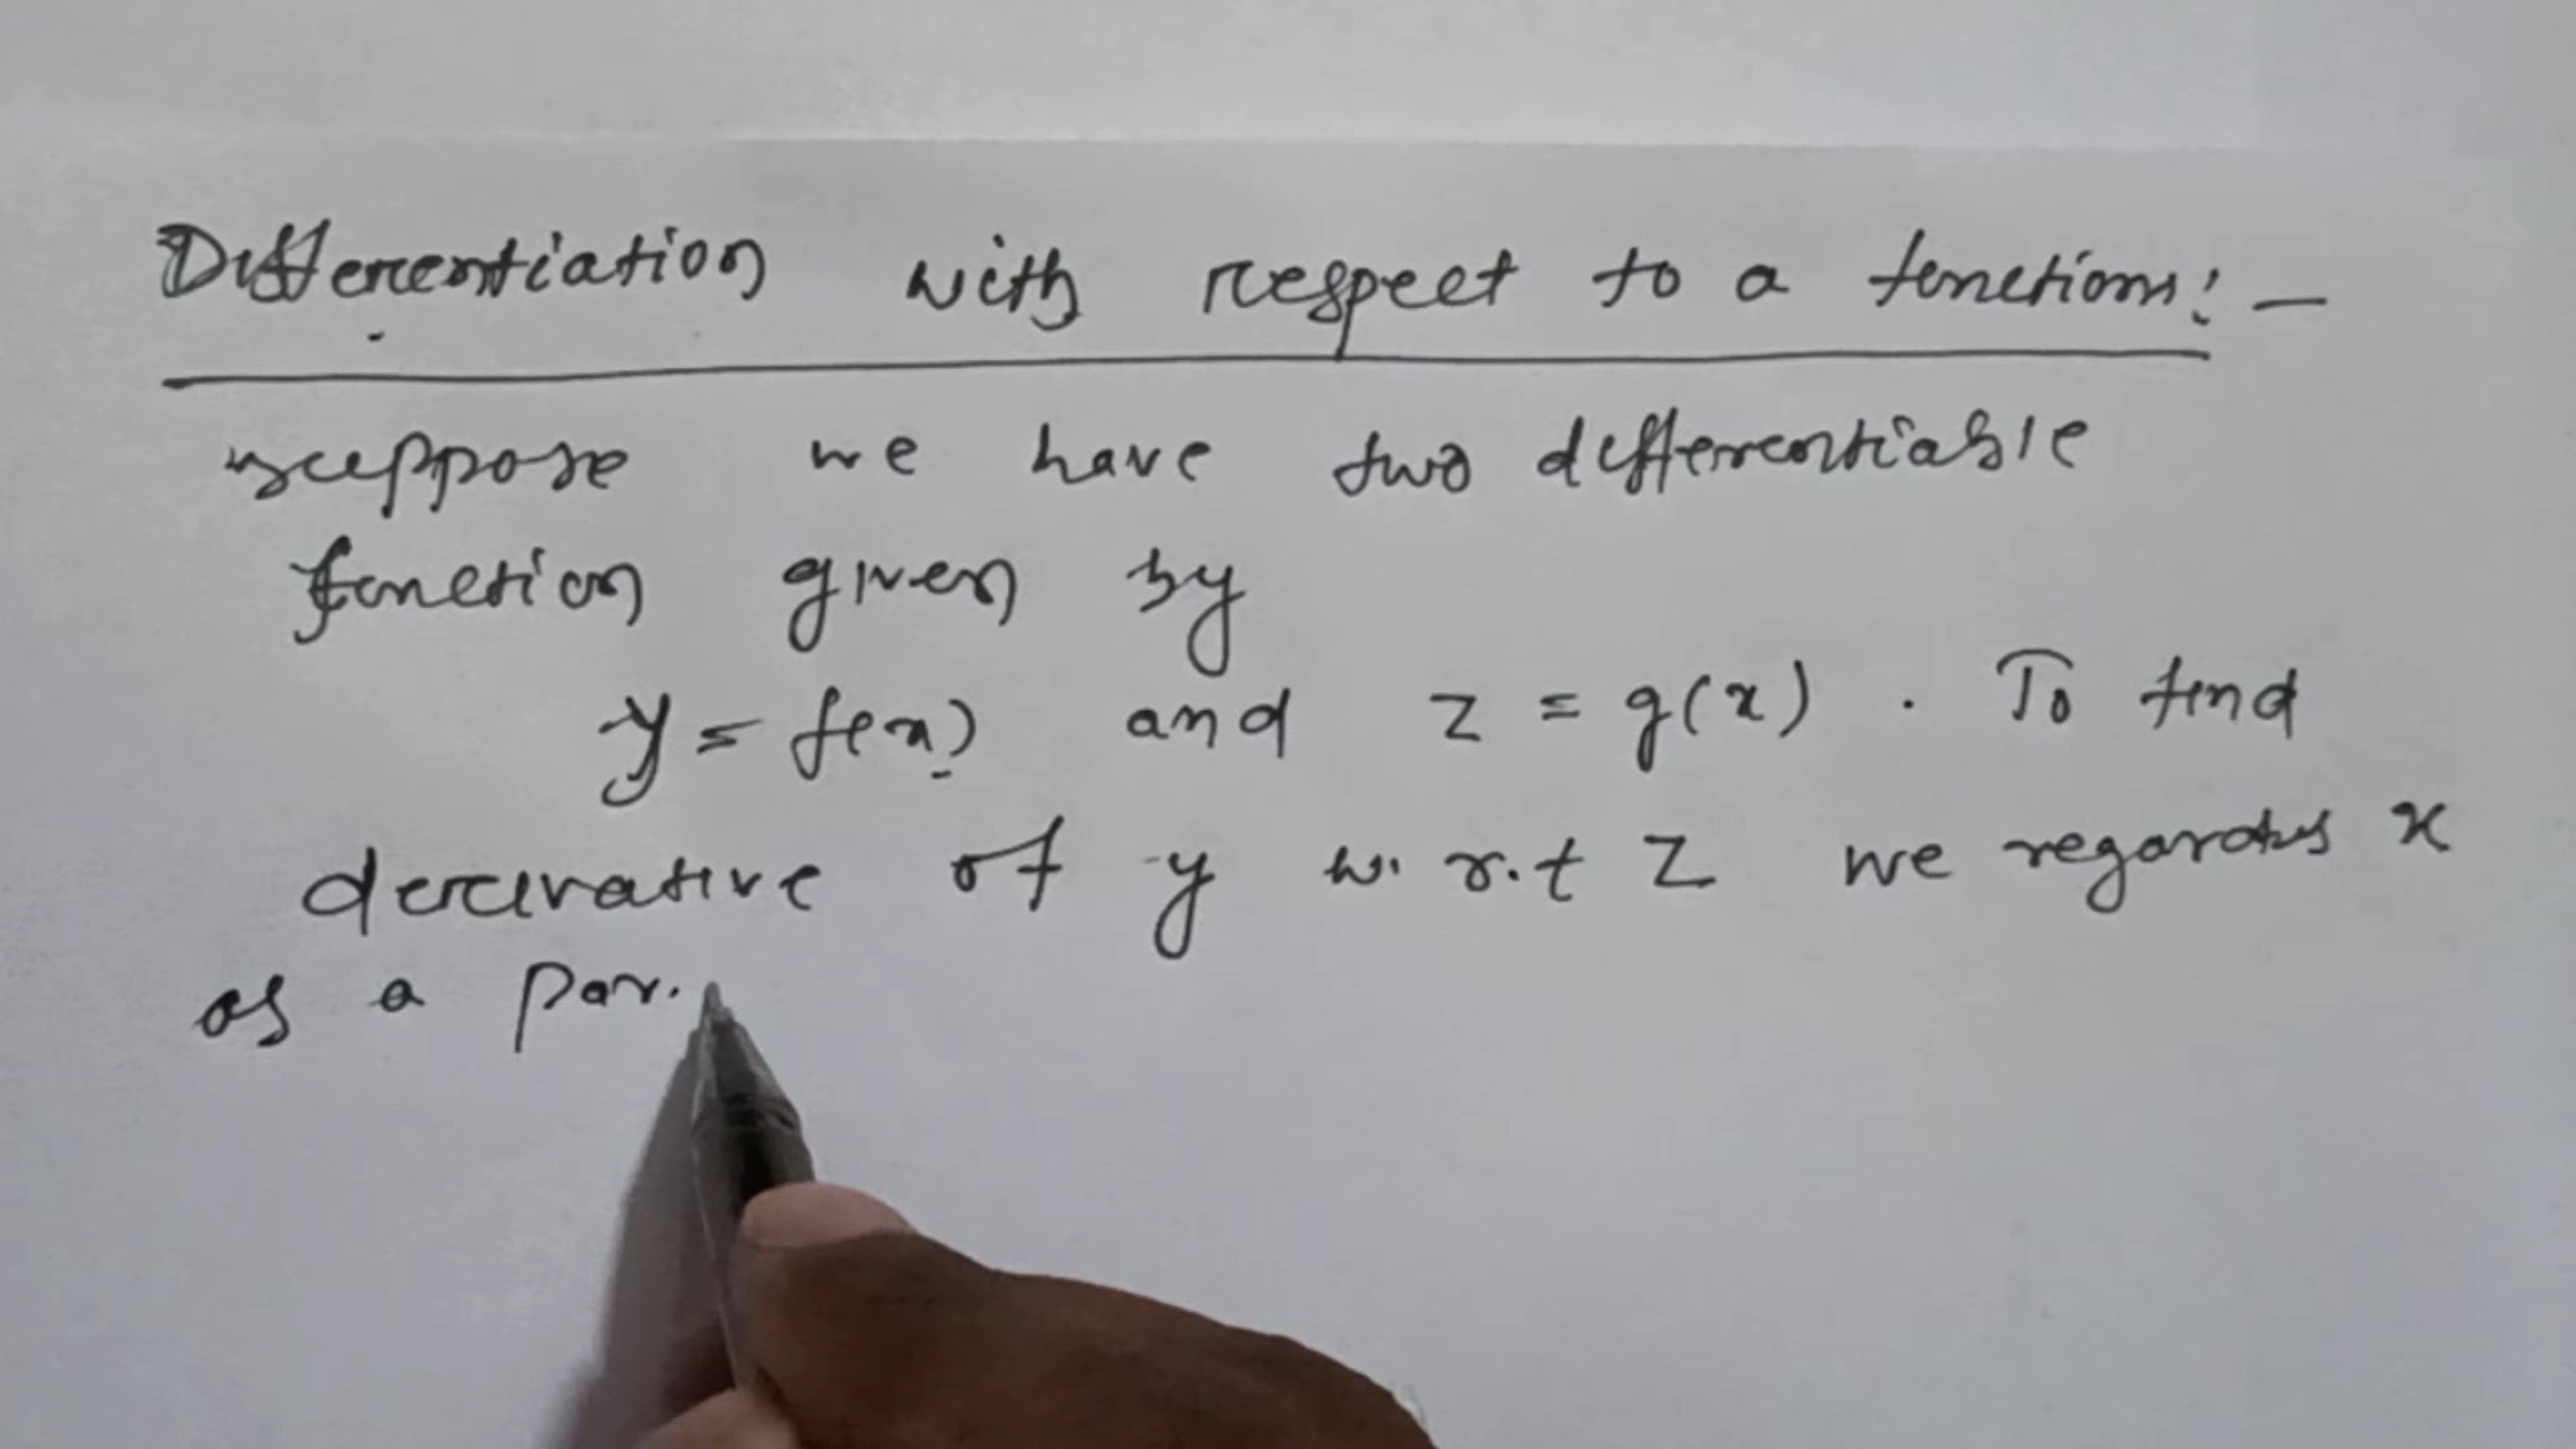 Differentiation with respect to a functions: —
suppose we have two differentiable
function given by
y = f(x) and z = g(x) . To find
derivative of y w.r.t z we regards x
as a par